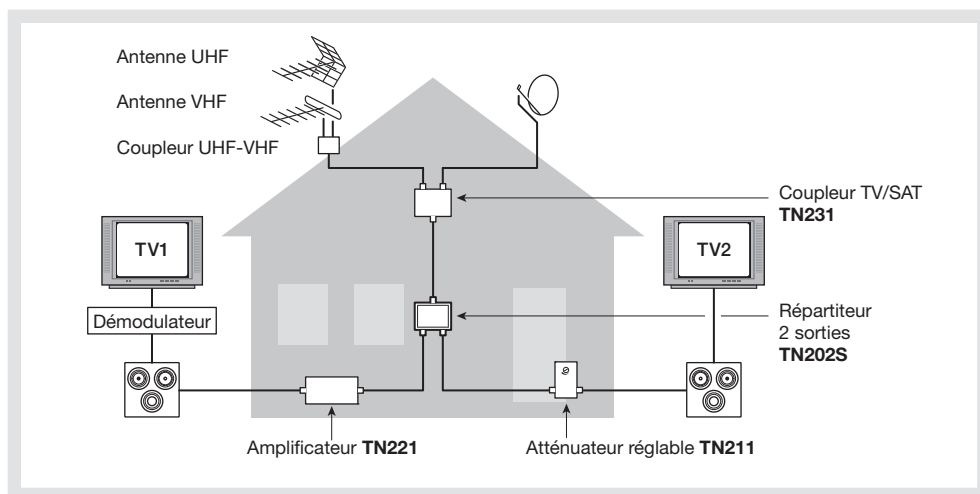 Antenne UHF
Antenne VHF
Coupleur UHF-VHF
Coupleur TV/SAT
TN231
TV1
TV2
Démodulateur
Répartiteur
2 sorties
TN202S
Amplificateur TN221
Atténuateur réglable TN211